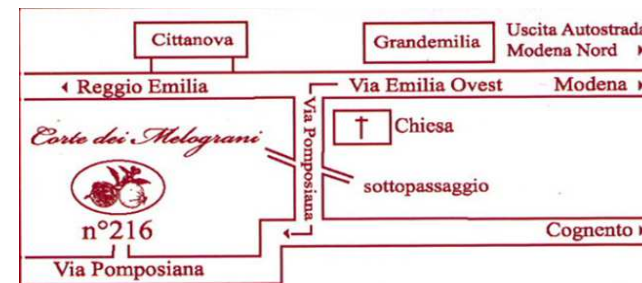 Cittanova
Grandemilia
Uscita Autostrada
Modena Nord
Reggio Emilia
Via Emilia Ovest
Modena
Via Pomposiana
Chiesa
Corte dei Melograni
sottopassaggio
n°216
Cognento
Via Pomposiana